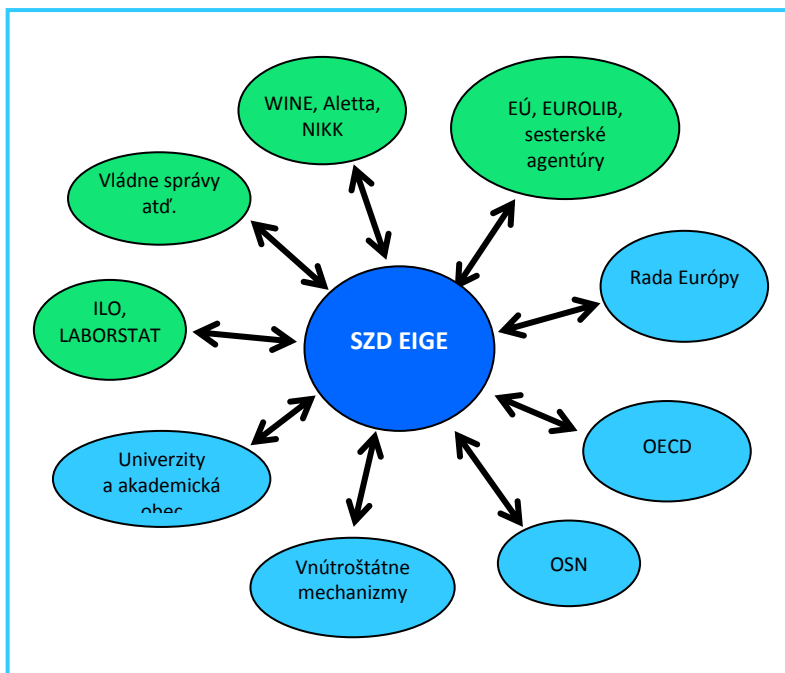 WINE, Aletta,
NIKK
EÚ, EUROLIB,
sesterské
agentúry
Vládne správy
atď.
Rada Európy
ILO,
LABORSTAT
SZD EIGE
OECD
Univerzity
a akademická
obec
OSN
Vnútroštátne
mechanizmy